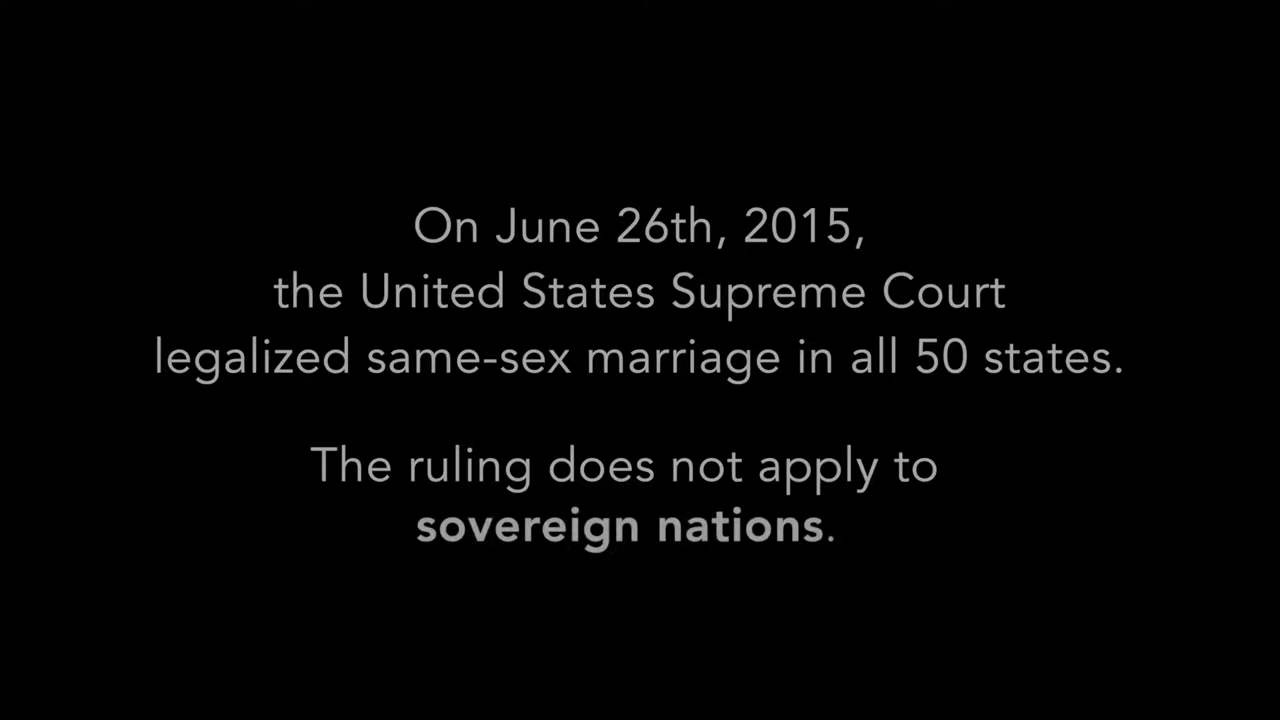 On June 26th, 2015,
the United States Supreme Court
legalized same-sex marriage in all 50 states.
The ruling does not apply to
sovereign nations.